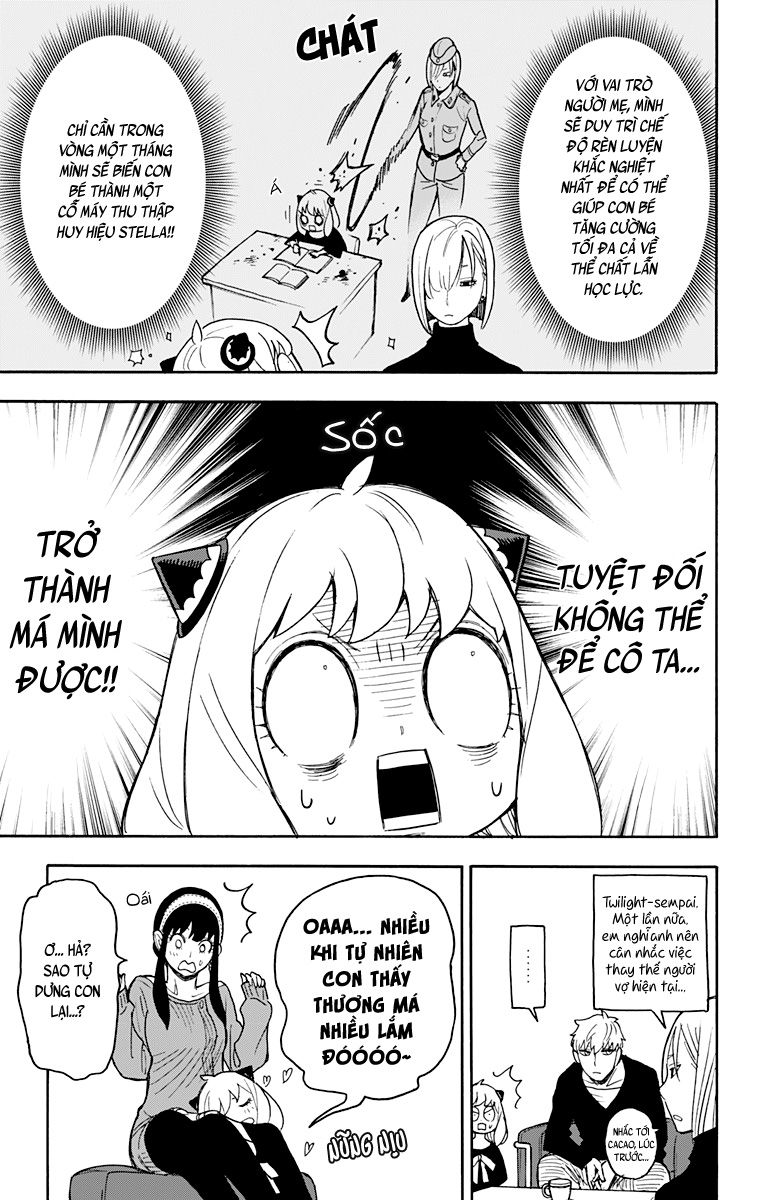 VỚI VAI TRÒ
NGƯỜI MẸ, MÌNH
SẼ DUY TRÌ CHẾ
ĐỘ RÈN LUYỆN
KHẮC NGHIỆT
NHẤT ĐỂ CÓ THỂ
GIÚP CON BÉ
TĂNG CƯỜNG
TỐI ĐA CẢ VỀ
THỂ CHẤT LẪN
HỌC LỰC.
CHÁT
Á
CHỈ CẦN TRONG
VÒNG MỘT THÁNG
MÌNH SẼ BIẾN CON
BÉ THÀNH MỘT
CỖ MÁY THU THẬP
HUY HIỆU STELLA!!
SỐC
TUYỆT ĐỐI
KHÔNG THỂ
ĐỂ CÔ TA...
TRỞ
THÀNH
MÁ MÌNH
ĐƯỢC!!
Twilight-sempai.
Một lần nữa,
em nghĩ anh nên
cân nhắc việc
thay thế người
vợ hiện tại...
.........
NHẮC TỚI
CACAO, LÚC
TRƯỚC...
OAAA... NHIỀU
KHI TỰ NHIÊN
CON THẤY
THƯƠNG MÁ
NHIỀU LẮM
ĐÓÓÓÓ~
NŨNG NỊU
Oái
Ơ... HẢ?
SAO TỰ
DƯNG CON
LẠI...?